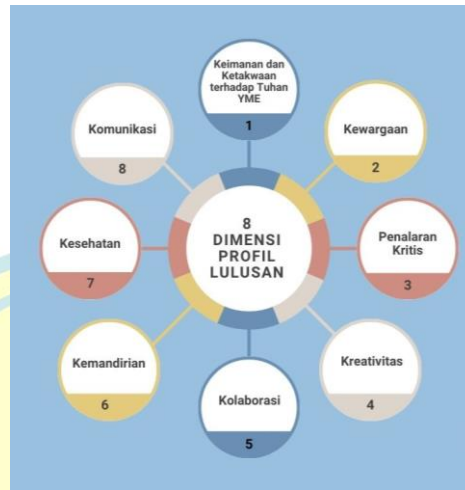 Keimanan dan
Ketakwaan
terhadap Tuhan
YME
1
Kewargaan
2
Penalaran
Kritis
3
Kreativitas
4
Kolaborasi
5
Kemandirian
6
Kesehatan
7
Komunikasi
8
8
DIMENSI
PROFIL
LULUSAN